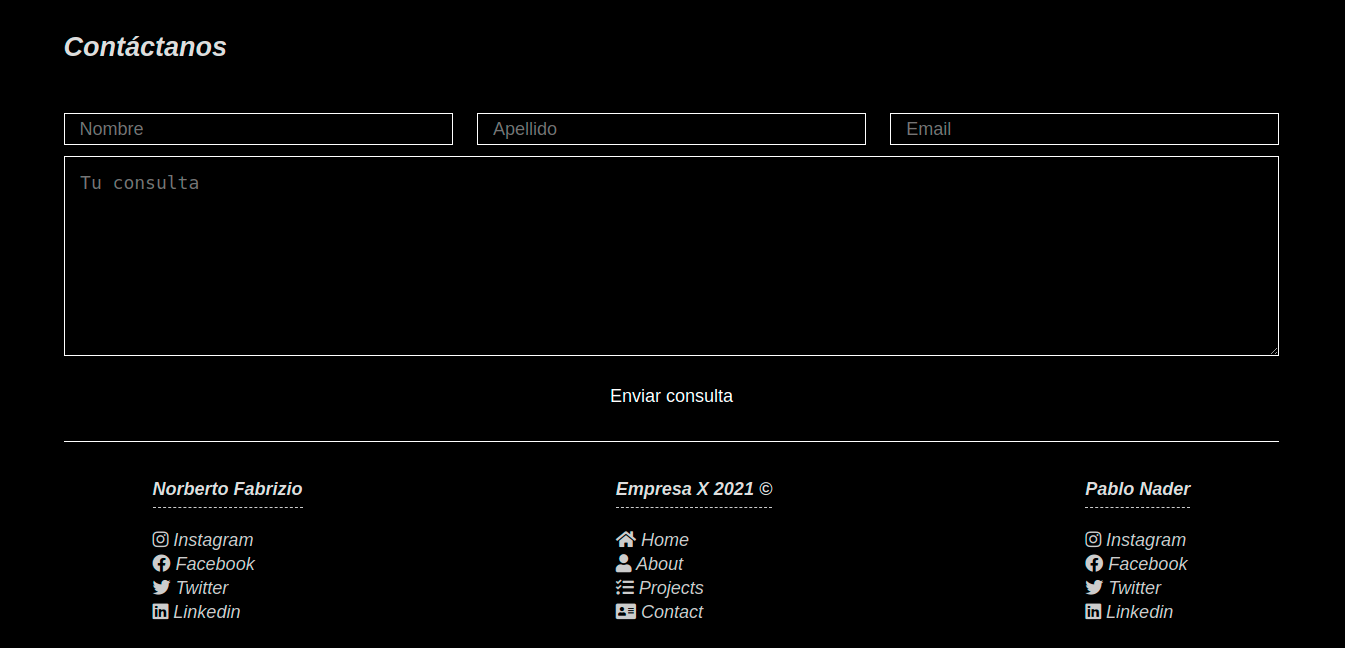 Contáctanos
Nombre Apellido Email
Tu consulta
Enviar consulta
Norberto Fabrizio
Instagram
Facebook
Twitter
Linkedin
Empresa X 2021 ©
Home
About
Projects
Contact
Pablo Nader
Instagram
Facebook
Twitter
Linkedin